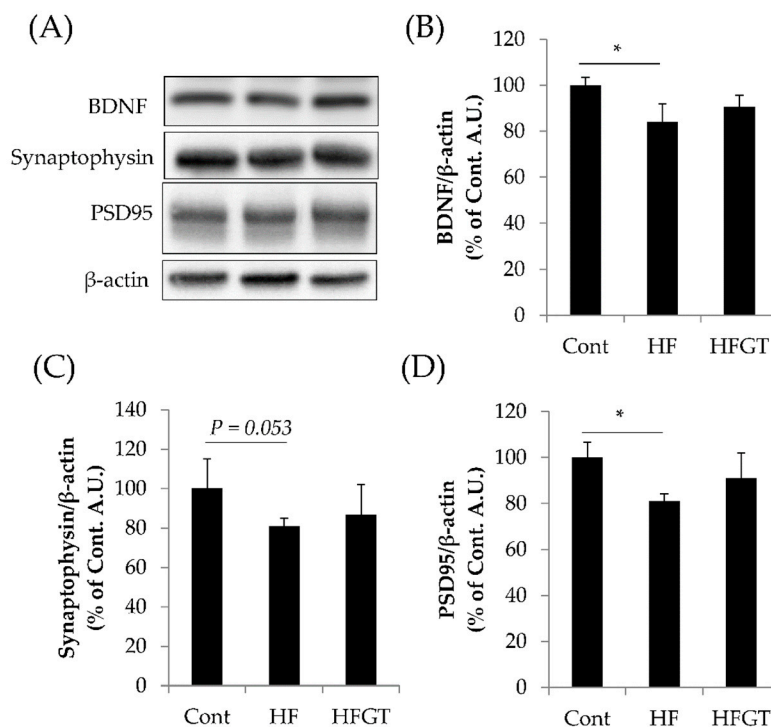 (A)
BDNF
Synaptophysin
PSD95
β-actin
(B)
BDNF/β-actin
(% of Cont. A.U.)
120
100
80
60
40
20
0
*
Cont HF HFGT
(C)
Synaptophysin/β-actin
(% of Cont. A.U.)
140
120
100
80
60
40
20
0
P = 0.053
Cont HF HFGT
(D)
PSD95/β-actin
(% of Cont. A.U.)
120
100
80
60
40
20
0
*
Cont HF HFGT